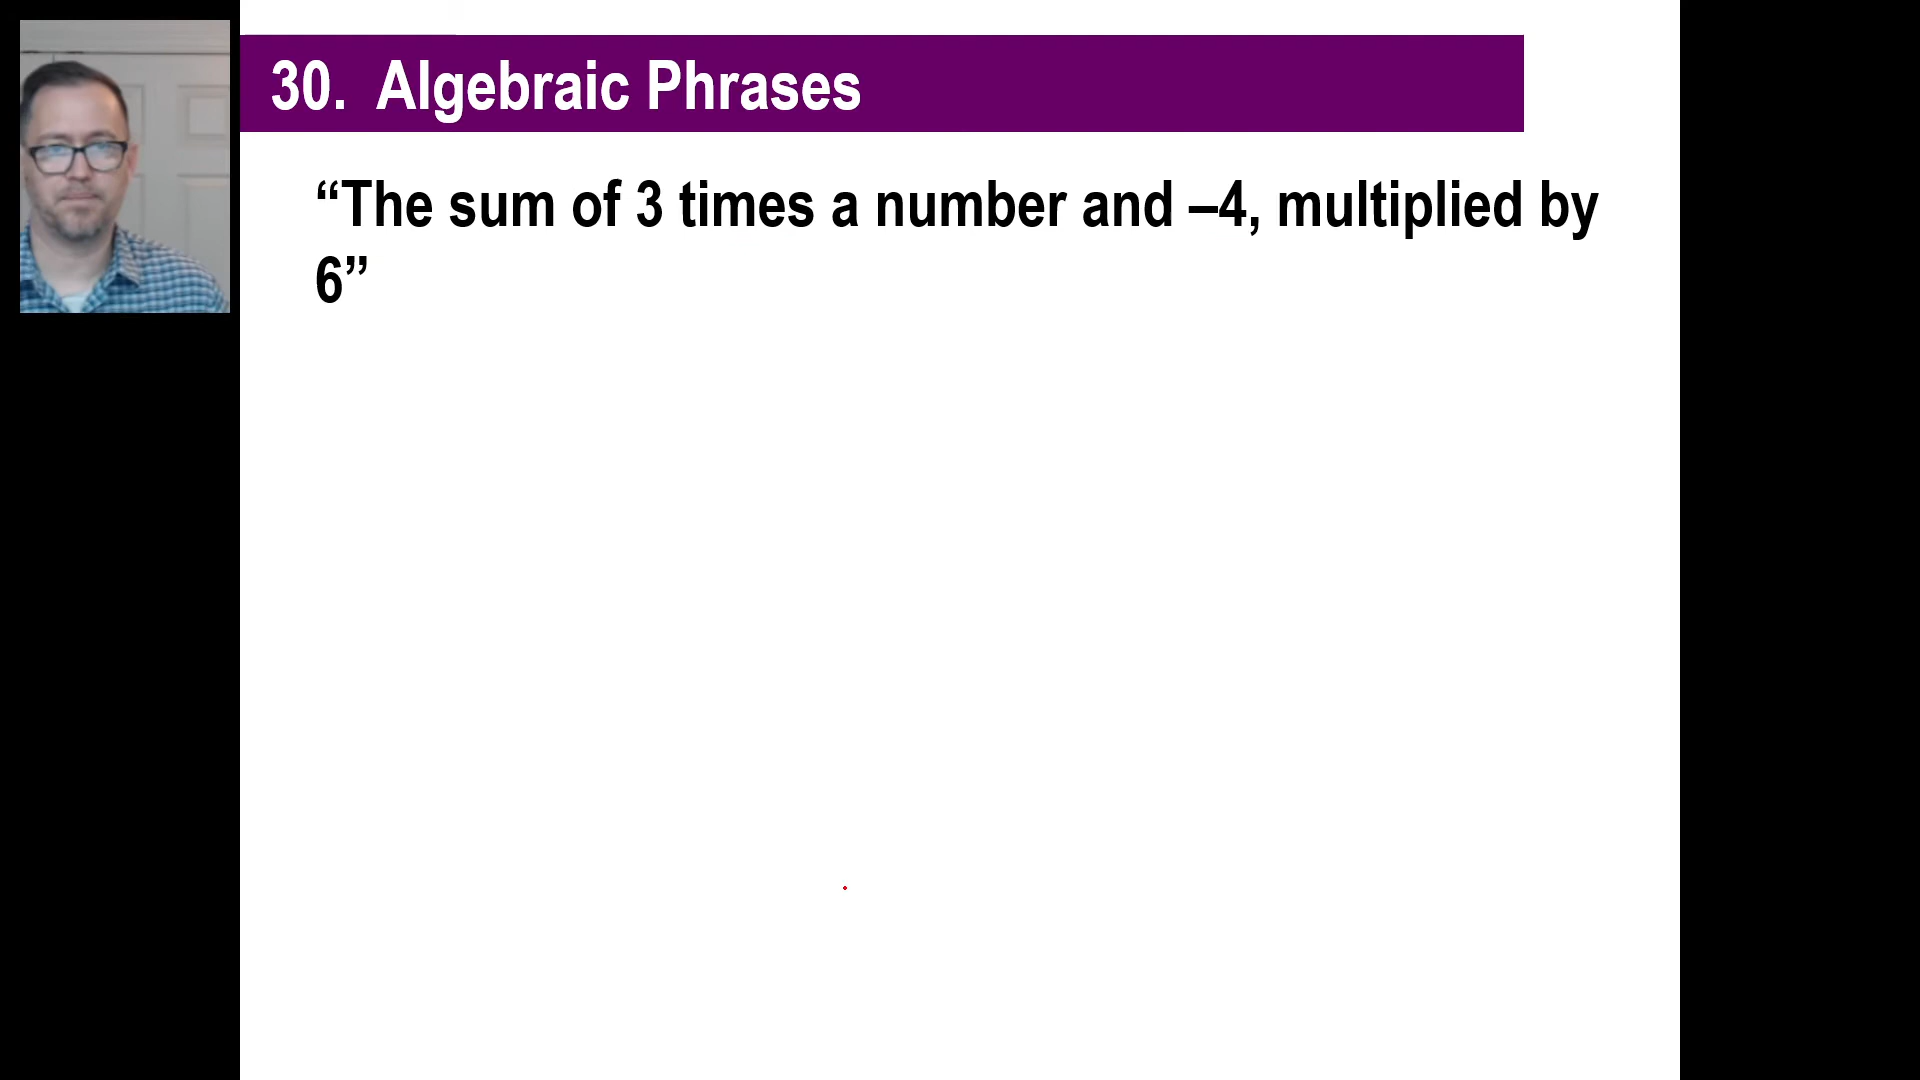 30. Algebraic Phrases
“The sum of 3 times a number and –4, multiplied by
6”